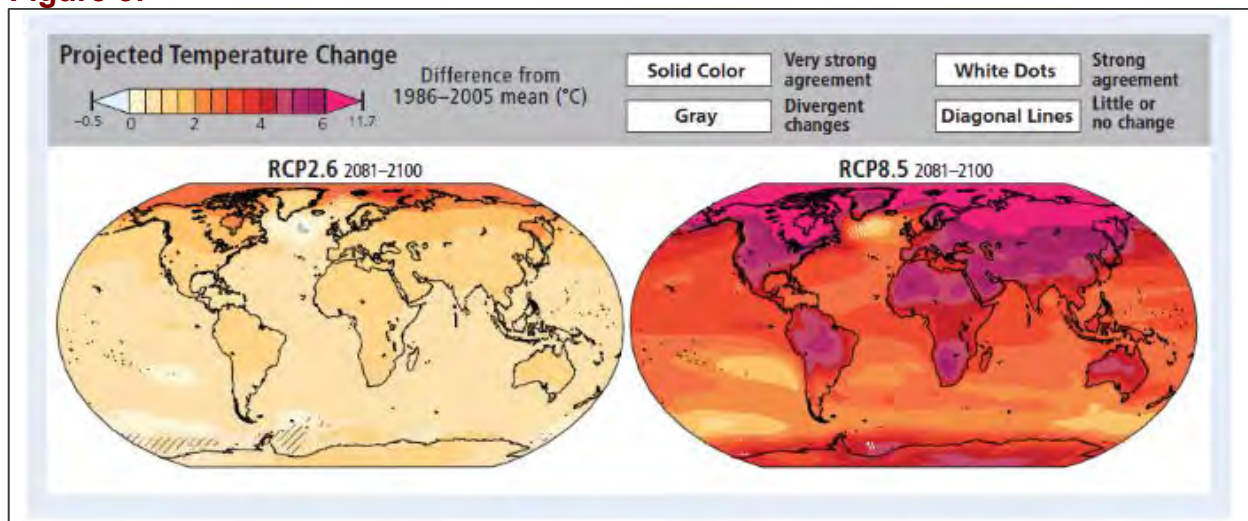 Projected Temperature Change
Difference from
1986–2005 mean (°C)
−0.5 0 2 4 6 11.7
Solid Color
Very strong
agreement
White Dots
Strong
agreement
Gray
Divergent
changes
Diagonal Lines
Little or
no change
RCP2.6 2081–2100
RCP8.5 2081–2100